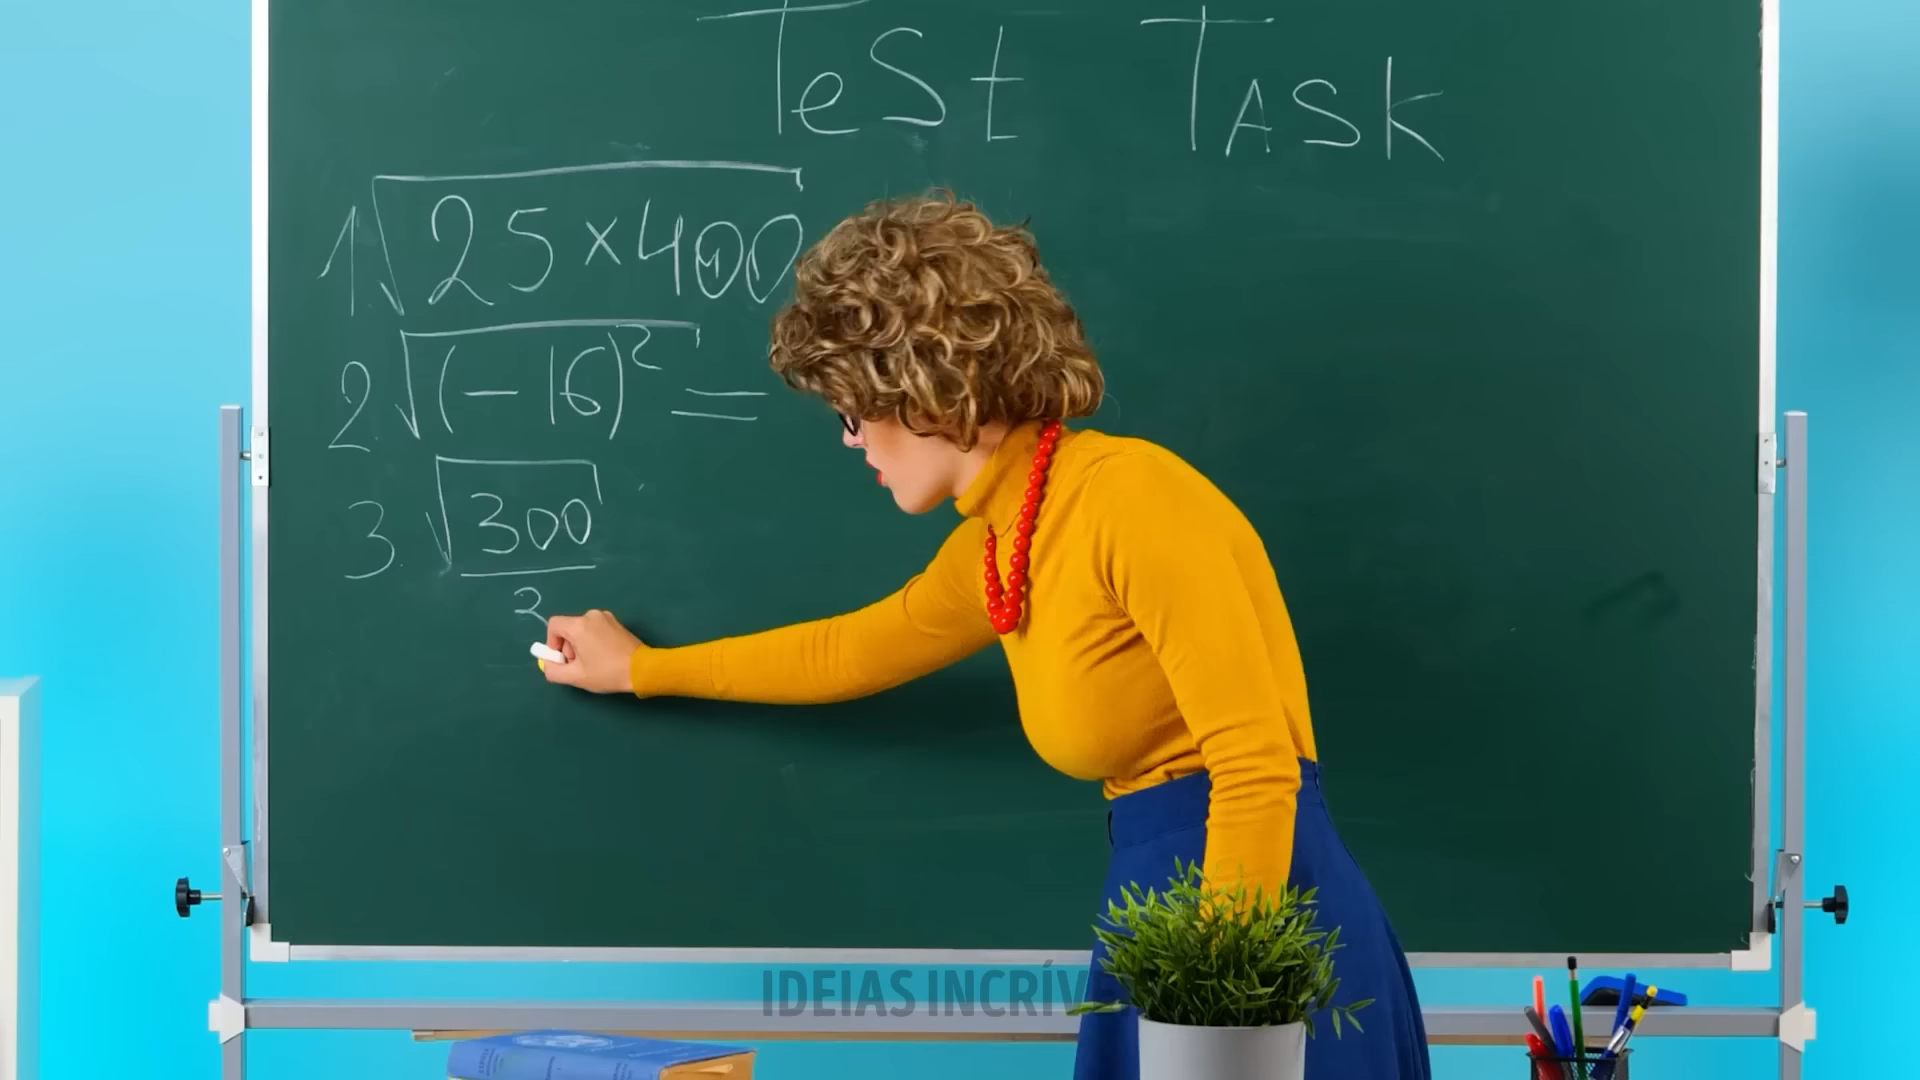 TeSt TASk
1 √25×400
2. √(-16)² =
3. √300
3
IDEIAS INCRÍV